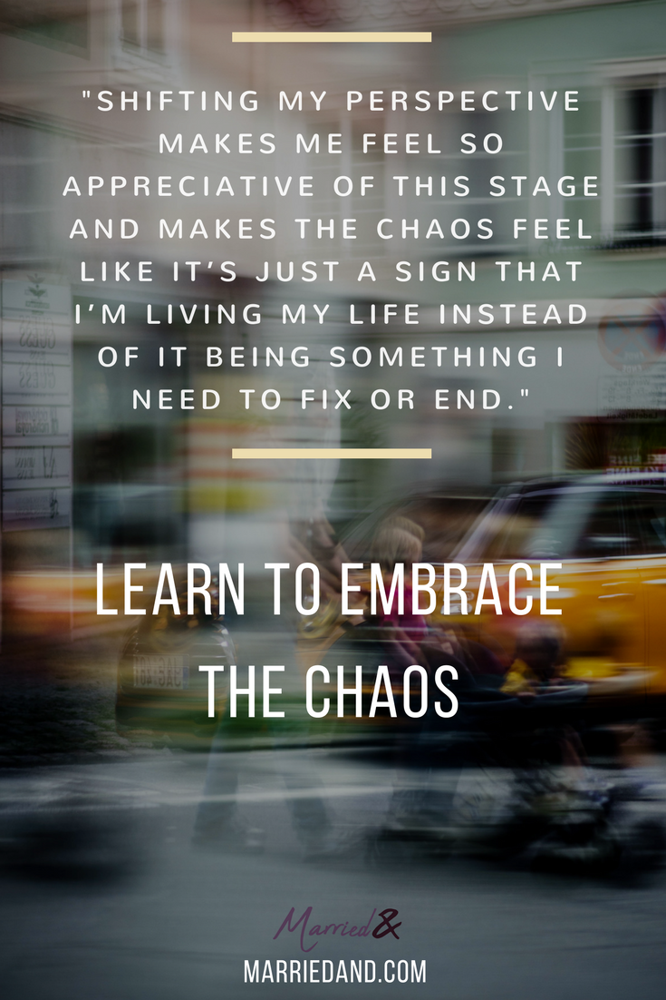 "SHIFTING MY PERSPECTIVE
MAKES ME FEEL SO
APPRECIATIVE OF THIS STAGE
AND MAKES THE CHAOS FEEL
LIKE IT’S JUST A SIGN THAT
I’M LIVING MY LIFE INSTEAD
OF IT BEING SOMETHING I
NEED TO FIX OR END."
LEARN TO EMBRACE
THE CHAOS
Married&
MARRIEDAND.COM